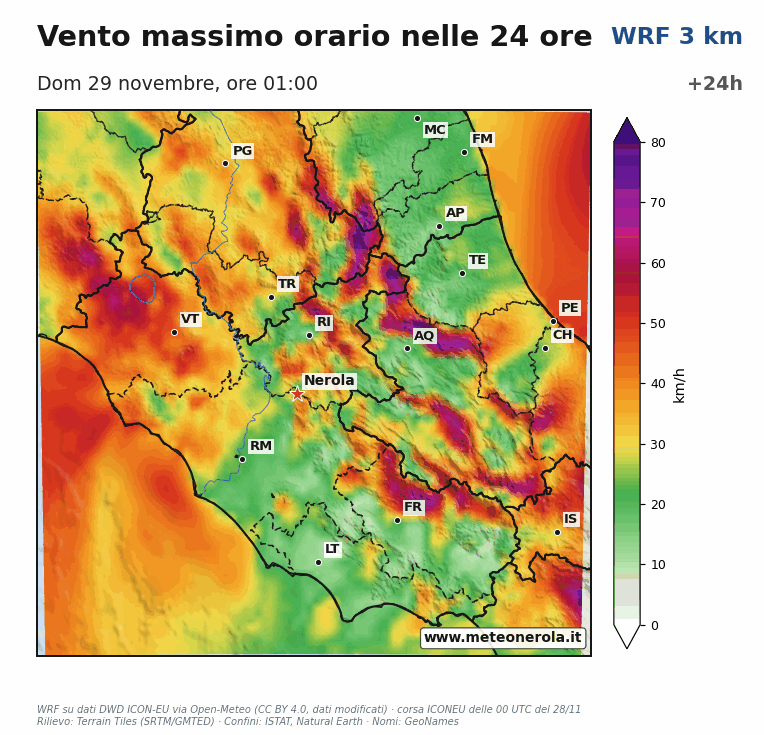 Vento massimo orario nelle 24 ore WRF 3 km
Dom 29 novembre, ore 01:00 +24h
MC
FM
PG
AP
TE
TR
PE
VT
RI
AQ
CH
Nerola
RM
FR
IS
LT
www.meteonerola.it
80
70
60
50
40
30
20
10
0
km/h
WRF su dati DWD ICON-EU via Open-Meteo (CC BY 4.0, dati modificati) · corsa ICONEU delle 00 UTC del 28/11
Rilievo: Terrain Tiles (SRTM/GMTED) · Confini: ISTAT, Natural Earth · Nomi: GeoNames